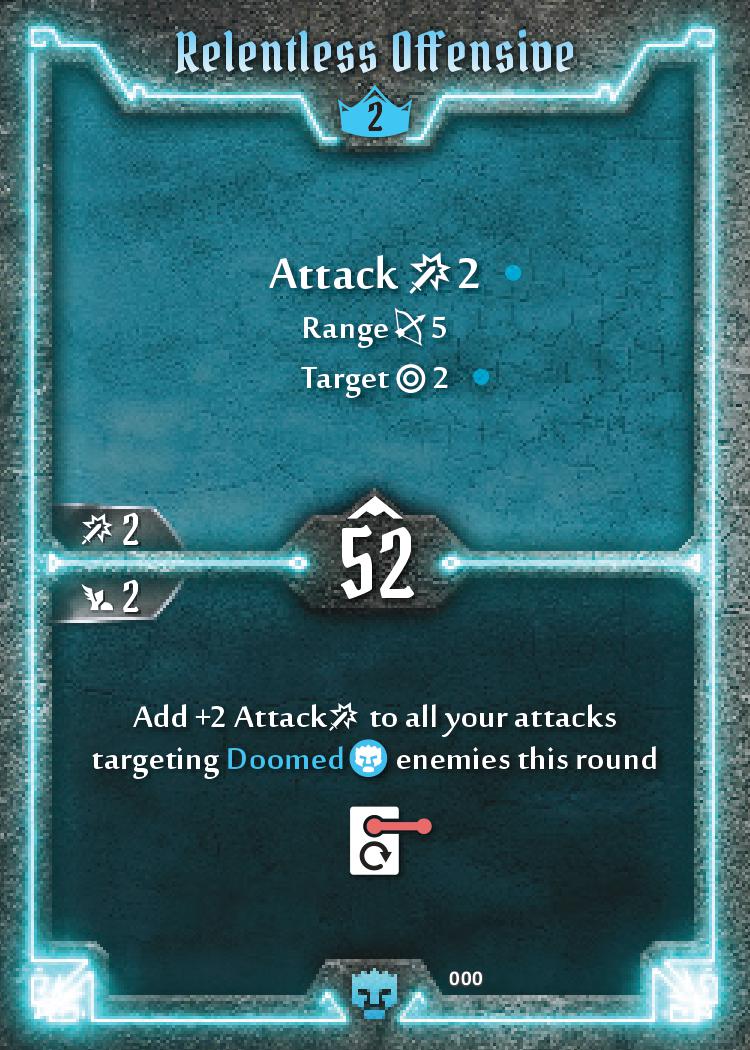 Relentless Offensive
2
Attack 2
Range 5
Target 2
2
52
2
Add +2 Attack to all your attacks
targeting Doomed enemies this round
000